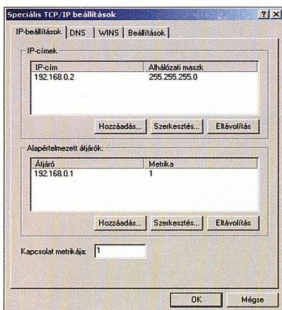 Speciális TCP/IP beállítások
IP-beállítások DNS WINS Beállítások
IP-címek
IP-cím Alhálózati maszk
192.168.0.2 255.255.255.0
Hozzáadás... Szerkesztés... Eltávolítás
Alapértelmezett átjárók:
Átjáró Metrika
192.168.0.1 1
Hozzáadás... Szerkesztés... Eltávolítás
Kapcsolat metrikája: 1
OK Mégse